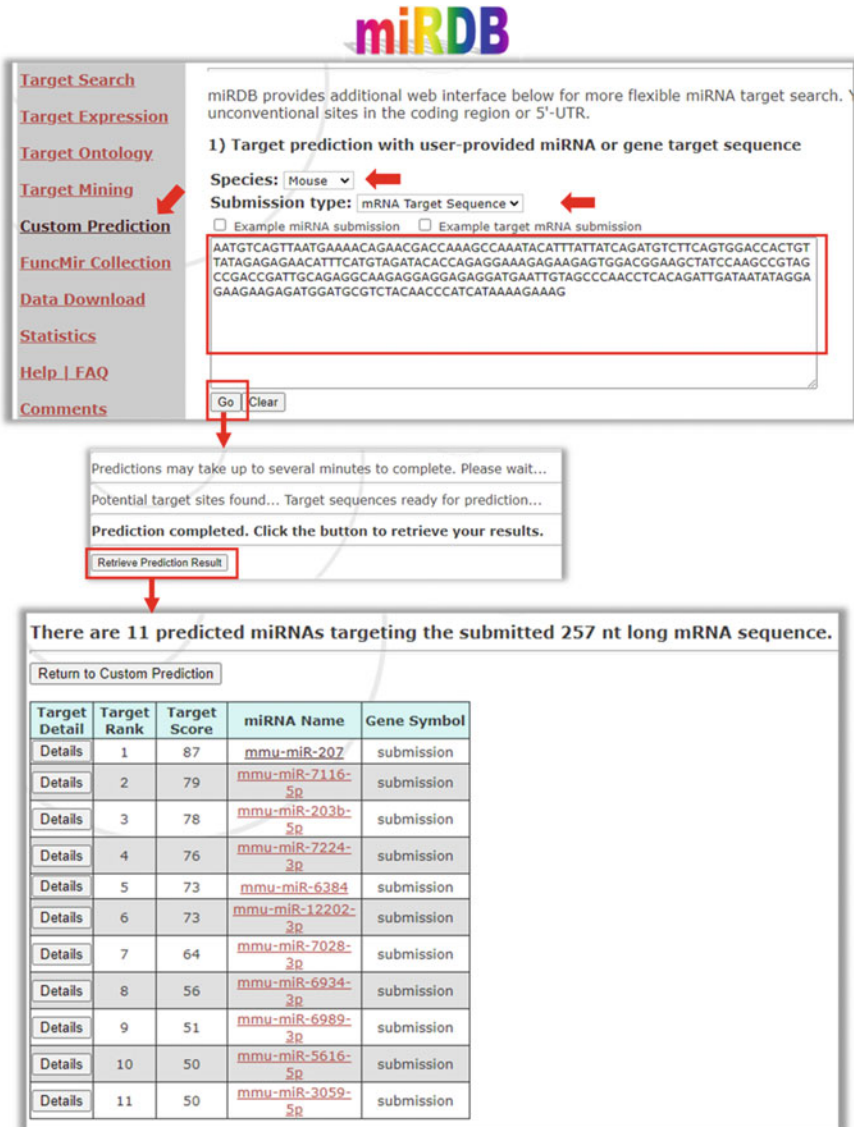 miRDB
Target Search
Target Expression
Target Ontology
Target Mining
Custom Prediction
FuncMir Collection
Data Download
Statistics
Help | FAQ
Comments
miRDB provides additional web interface below for more flexible miRNA target search. Y
unconventional sites in the coding region or 5'-UTR.
1) Target prediction with user-provided miRNA or gene target sequence
Species: Mouse
Submission type: mRNA Target Sequence
Example miRNA submission Example target mRNA submission
AATGTCAGTTAATGAAAACAGAACGACCAAAGCCAAATACATTTATTATCAGATGTCTTCAGTGGACCACTGT
TATAGAGAGAACATTTCATGTAGATACACCAGAGGAAAGAGAAGAGTGGACGGAAGCTATCCAAGCCGTAG
CCGACCGATTGCAGAGGCAAGAGGAGGAGAGGATGAATTGTAGCCCAACCTCACAGATTGATAATATAGGA
GAAGAAGAGATGGATGCGTCTACAACCCATCATAAAAGAAAG
Go Clear
Predictions may take up to several minutes to complete. Please wait...
Potential target sites found... Target sequences ready for prediction...
Prediction completed. Click the button to retrieve your results.
Retrieve Prediction Result
There are 11 predicted miRNAs targeting the submitted 257 nt long mRNA sequence.
Return to Custom Prediction
Target Detail Target Rank Target Score miRNA Name Gene Symbol
Details 1 87 mmu-miR-207 submission
Details 2 79 mmu-miR-7116-5p submission
Details 3 78 mmu-miR-203b-5p submission
Details 4 76 mmu-miR-7224-3p submission
Details 5 73 mmu-miR-6384 submission
Details 6 73 mmu-miR-12202-3p submission
Details 7 64 mmu-miR-7028-3p submission
Details 8 56 mmu-miR-6934-3p submission
Details 9 51 mmu-miR-6989-3p submission
Details 10 50 mmu-miR-5616-5p submission
Details 11 50 mmu-miR-3059-5p submission